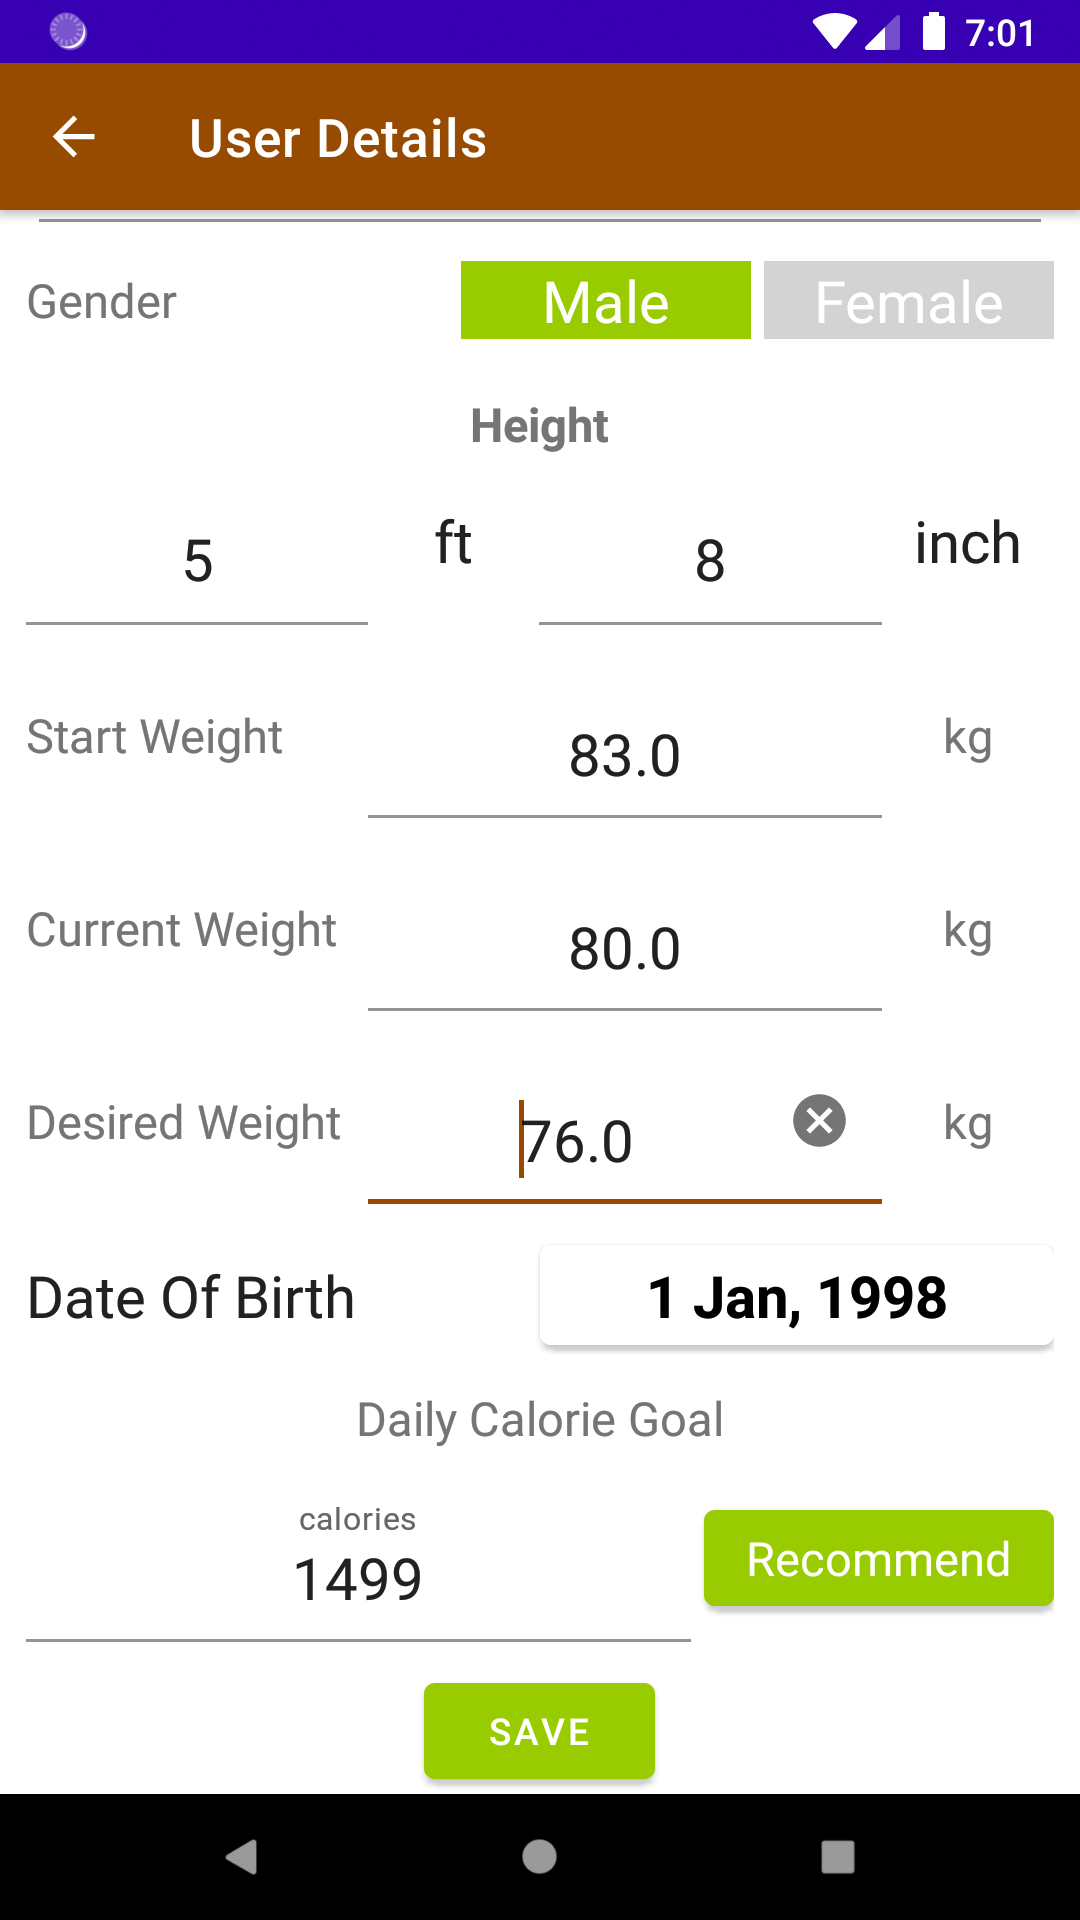 7:01
User Details
Gender Male Female
Height
5 ft 8 inch
Start Weight 83.0 kg
Current Weight 80.0 kg
Desired Weight 76.0 kg
Date Of Birth 1 Jan, 1998
Daily Calorie Goal
calories
1499 Recommend
SAVE